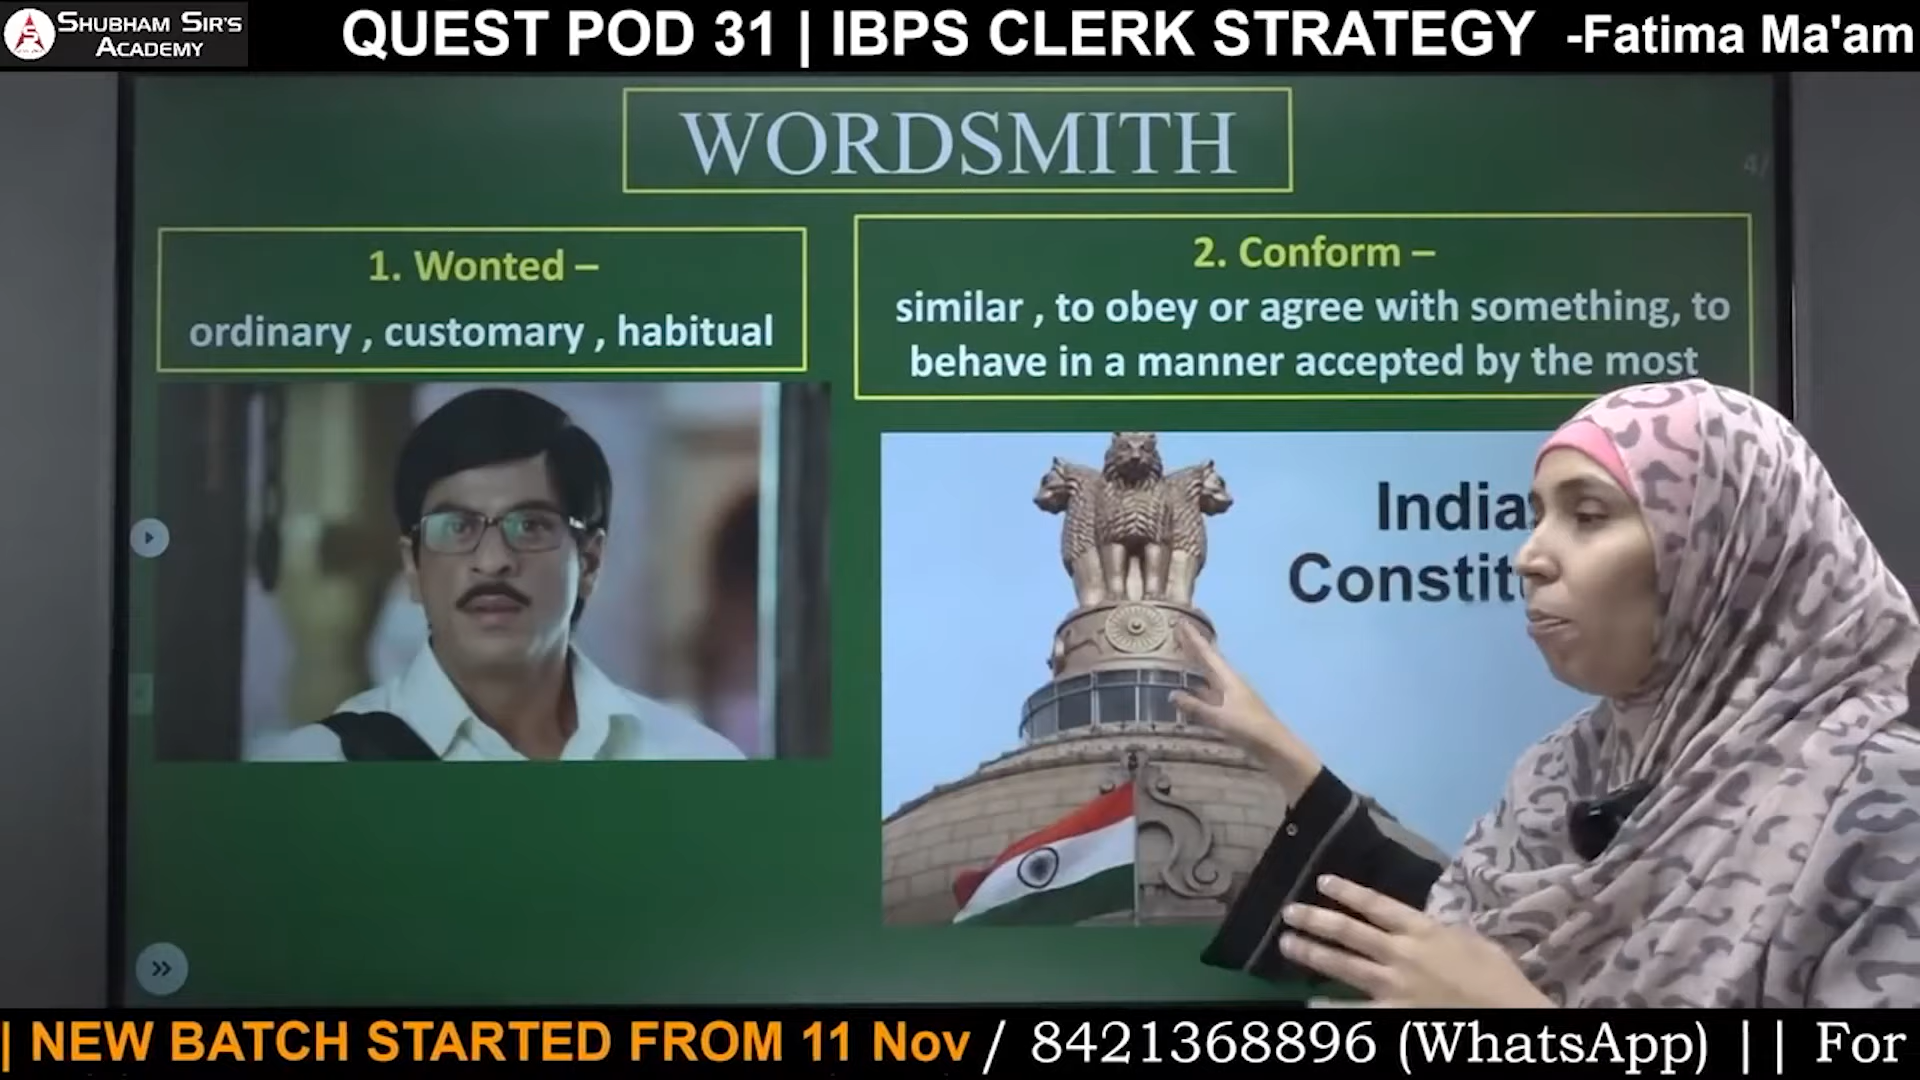 SHUBHAM SIR'S
ACADEMY
QUEST POD 31 | IBPS CLERK STRATEGY -Fatima Ma'am
WORDSMITH
1. Wonted –
ordinary , customary , habitual
2. Conform –
similar , to obey or agree with something, to
behave in a manner accepted by the most
India
Constit
| NEW BATCH STARTED FROM 11 Nov / 8421368896 (WhatsApp) || For